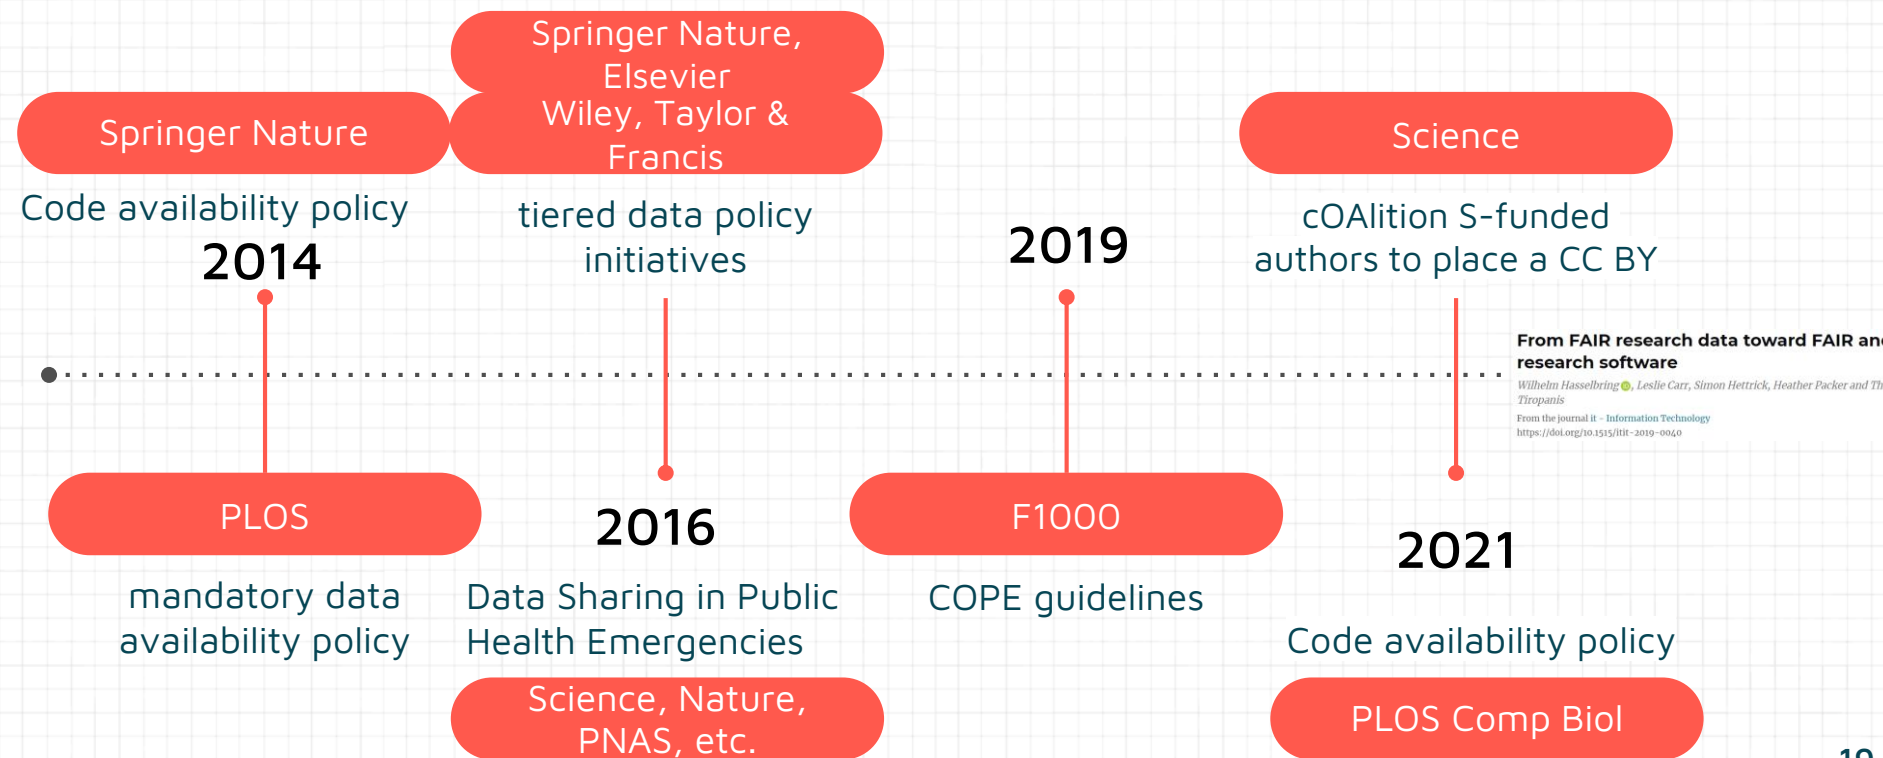 Springer Nature
Code availability policy
2014
PLOS
mandatory data
availability policy
Springer Nature,
Elsevier
Wiley, Taylor &
Francis
tiered data policy
initiatives
2016
Data Sharing in Public
Health Emergencies
Science, Nature,
PNAS, etc.
2019
F1000
COPE guidelines
Science
cOAlition S-funded
authors to place a CC BY
2021
Code availability policy
PLOS Comp Biol
From FAIR research data toward FAIR and
research software
Wilhelm Hasselbring, Leslie Carr, Simon Hettrick, Heather Packer and Th
Tiropanis
From the journal it - Information Technology
https://doi.org/10.1515/itit-2019-0040